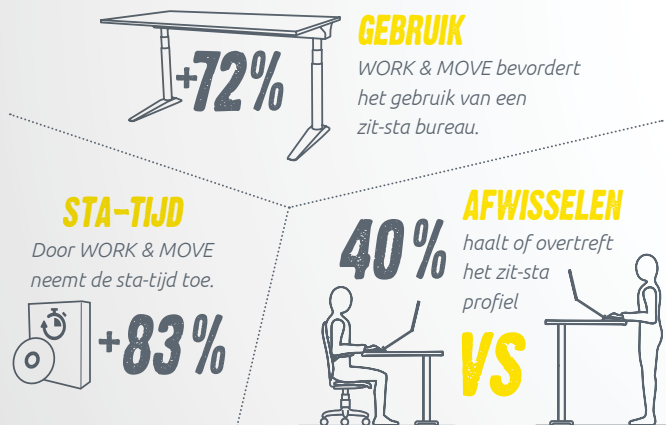 +72%
GEBRUIK
WORK & MOVE bevordert
het gebruik van een
zit-sta bureau.
STA-TIJD
Door WORK & MOVE
neemt de sta-tijd toe.
+83%
40%
AFWISSELEN
haalt of overtreft
het zit-sta
profiel
VS